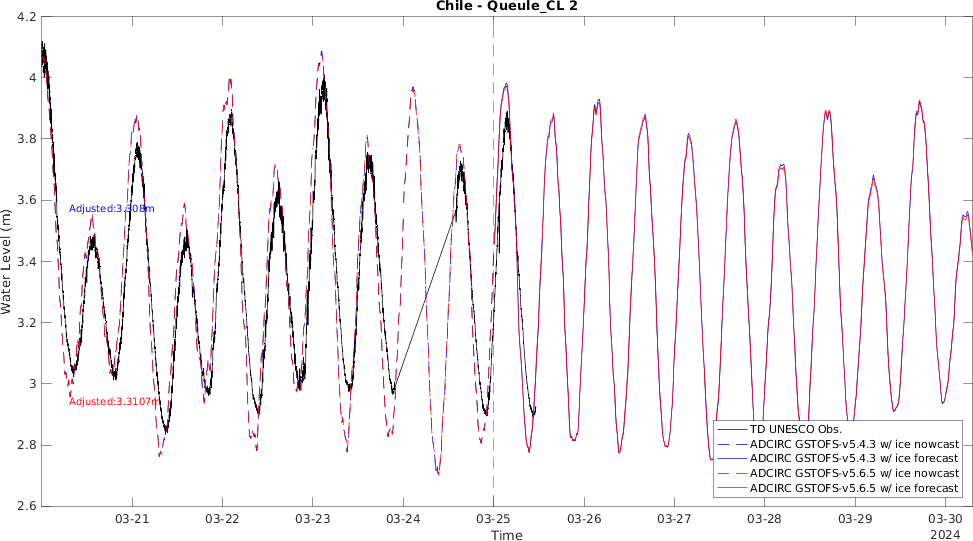 Chile - Queule_CL 2
4.2
4
3.8
3.6
3.4
3.2
3
2.8
2.6
Water Level (m)
Adjusted:3.308m
Adjusted:3.3107m
TD UNESCO Obs.
ADCIRC GSTOFS-v5.4.3 w/ ice nowcast
ADCIRC GSTOFS-v5.4.3 w/ ice forecast
ADCIRC GSTOFS-v5.6.5 w/ ice nowcast
ADCIRC GSTOFS-v5.6.5 w/ ice forecast
03-21 03-22 03-23 03-24 03-25 03-26 03-27 03-28 03-29 03-30
Time
2024